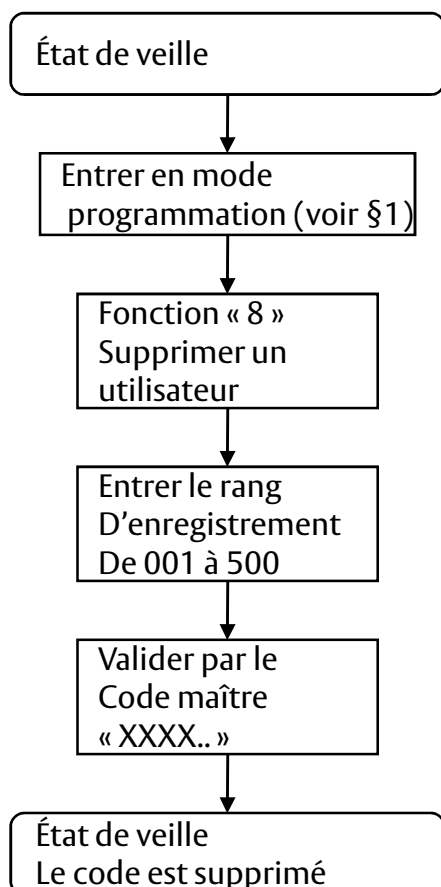 État de veille
Entrer en mode
programmation (voir §1)
Fonction « 8 »
Supprimer un
utilisateur
Entrer le rang
D’enregistrement
De 001 à 500
Valider par le
Code maître
« XXXX.. »
État de veille
Le code est supprimé